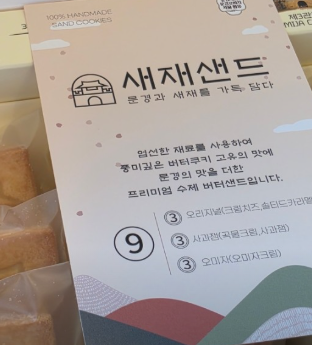 100% HANDMADE
SAND COOKIES
새재샌드
문경과 새재를 가득 담다
엄선한 재료를 사용하여
풍미깊은 버터쿠키 고유의 맛에
문경의 맛을 더한
프리미엄 수제 버터샌드입니다.
9
3 오리지널(크림치즈,솔티드카라멜
3 사과잼(곡물크림,사과잼)
3 오미자(오미자크림)